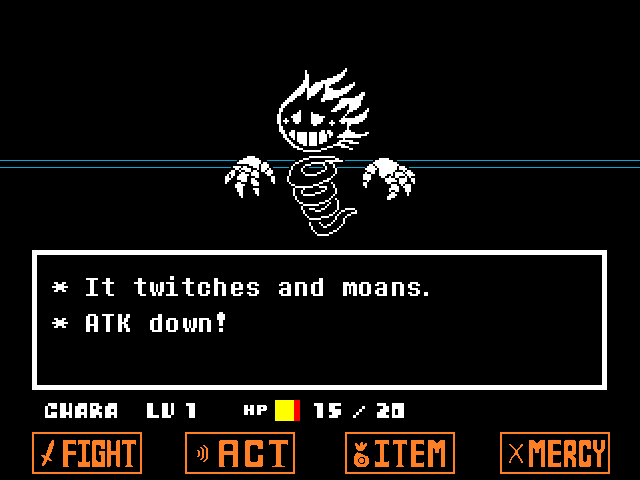 * It twitches and moans.
* ATK down!
CHARA LV 1 HP 15 / 20
FIGHT ACT ITEM MERCY